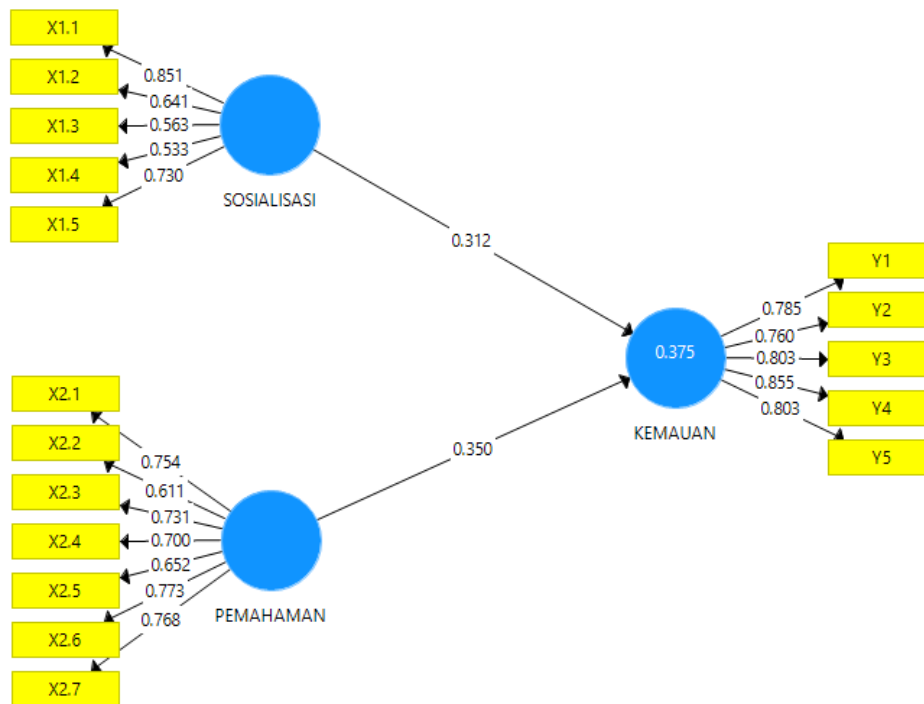 X1.1
X1.2
X1.3
X1.4
X1.5
0.851
0.641
0.563
0.533
0.730
SOSIALISASI
0.312
X2.1
X2.2
X2.3
X2.4
X2.5
X2.6
X2.7
0.754
0.611
0.731
0.700
0.652
0.773
0.768
PEMAHAMAN
0.350
0.375
KEMAUAN
0.785
0.760
0.803
0.855
0.803
Y1
Y2
Y3
Y4
Y5